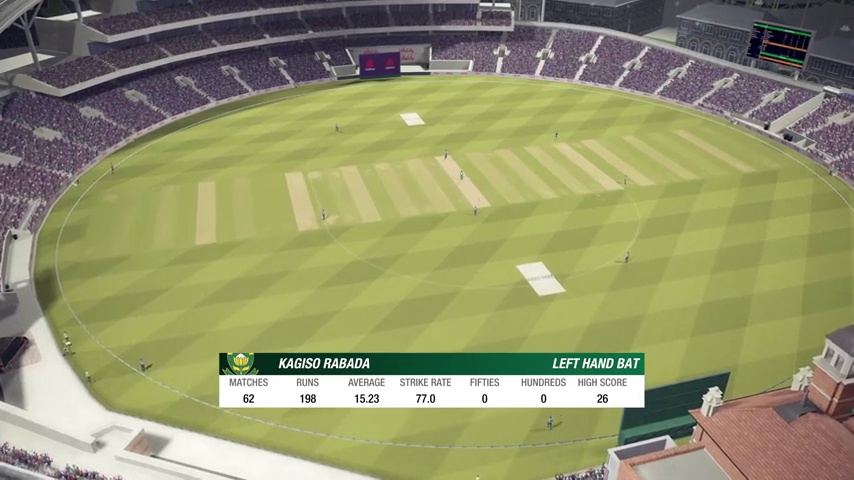 KAGISO RABADA LEFT HAND BAT
MATCHES RUNS AVERAGE STRIKE RATE FIFTIES HUNDREDS HIGH SCORE
62 198 15.23 77.0 0 0 26